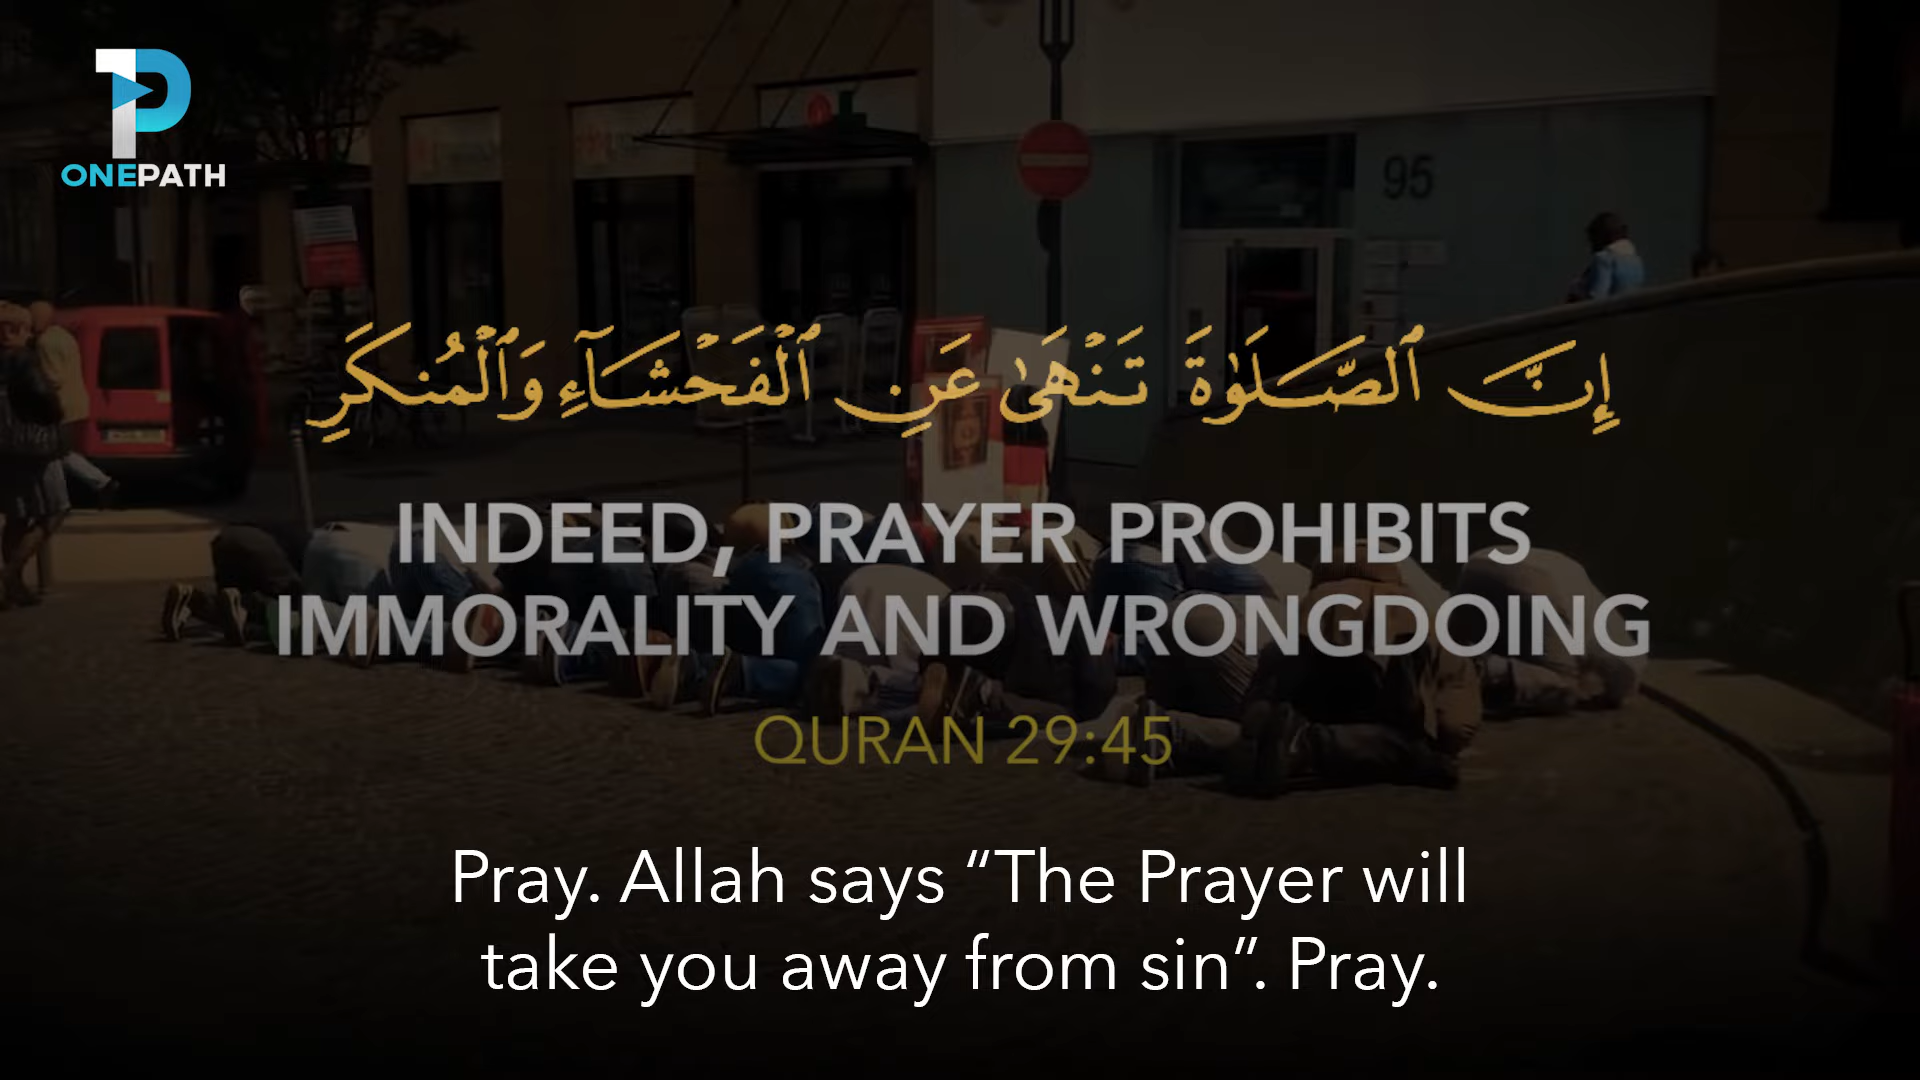 1P
ONEPATH
95
إِنَّ ٱلصَّلَوٰةَ تَنْهَىٰ عَنِ ٱلْفَحْشَآءِ وَٱلْمُنكَرِ
INDEED, PRAYER PROHIBITS
IMMORALITY AND WRONGDOING
QURAN 29:45
Pray. Allah says “The Prayer will
take you away from sin”. Pray.